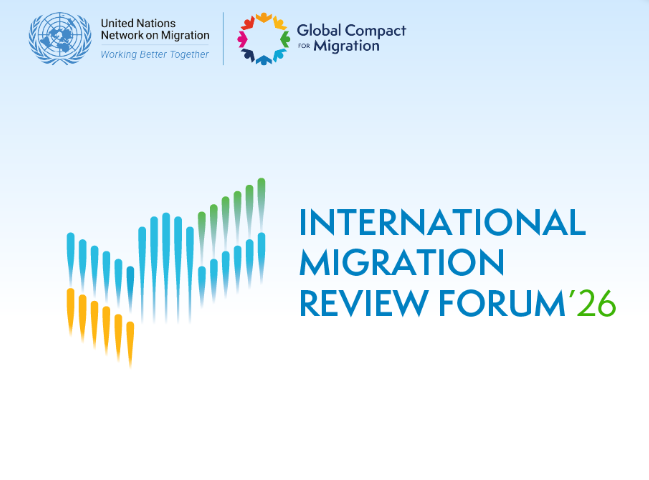 United Nations
Network on Migration
Working Better Together
Global Compact
FOR Migration
INTERNATIONAL
MIGRATION
REVIEW FORUM'26